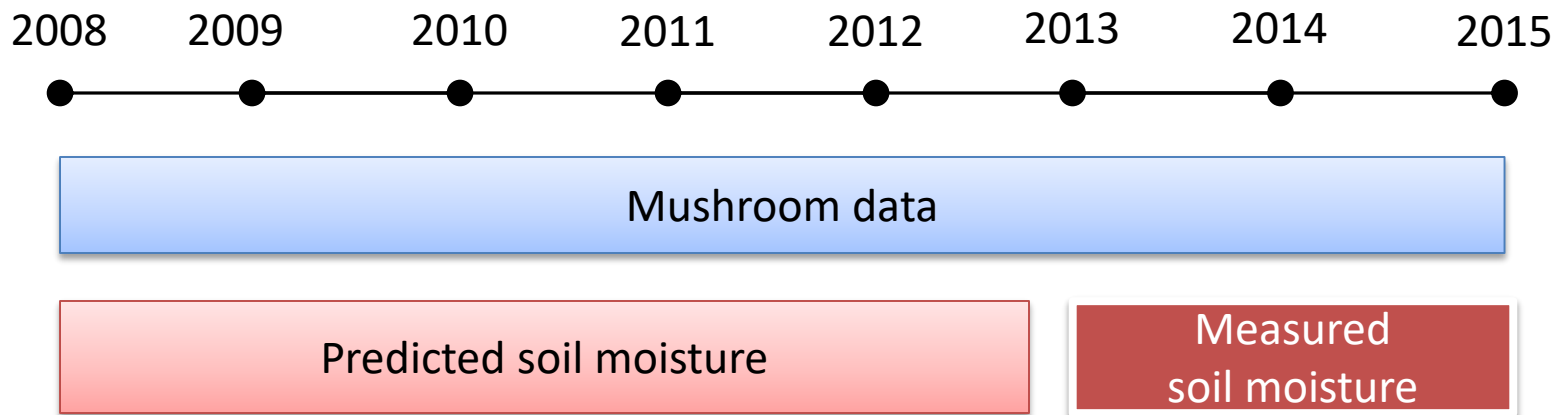 2008 2009 2010 2011 2012 2013 2014 2015
Mushroom data
Predicted soil moisture
Measured
soil moisture